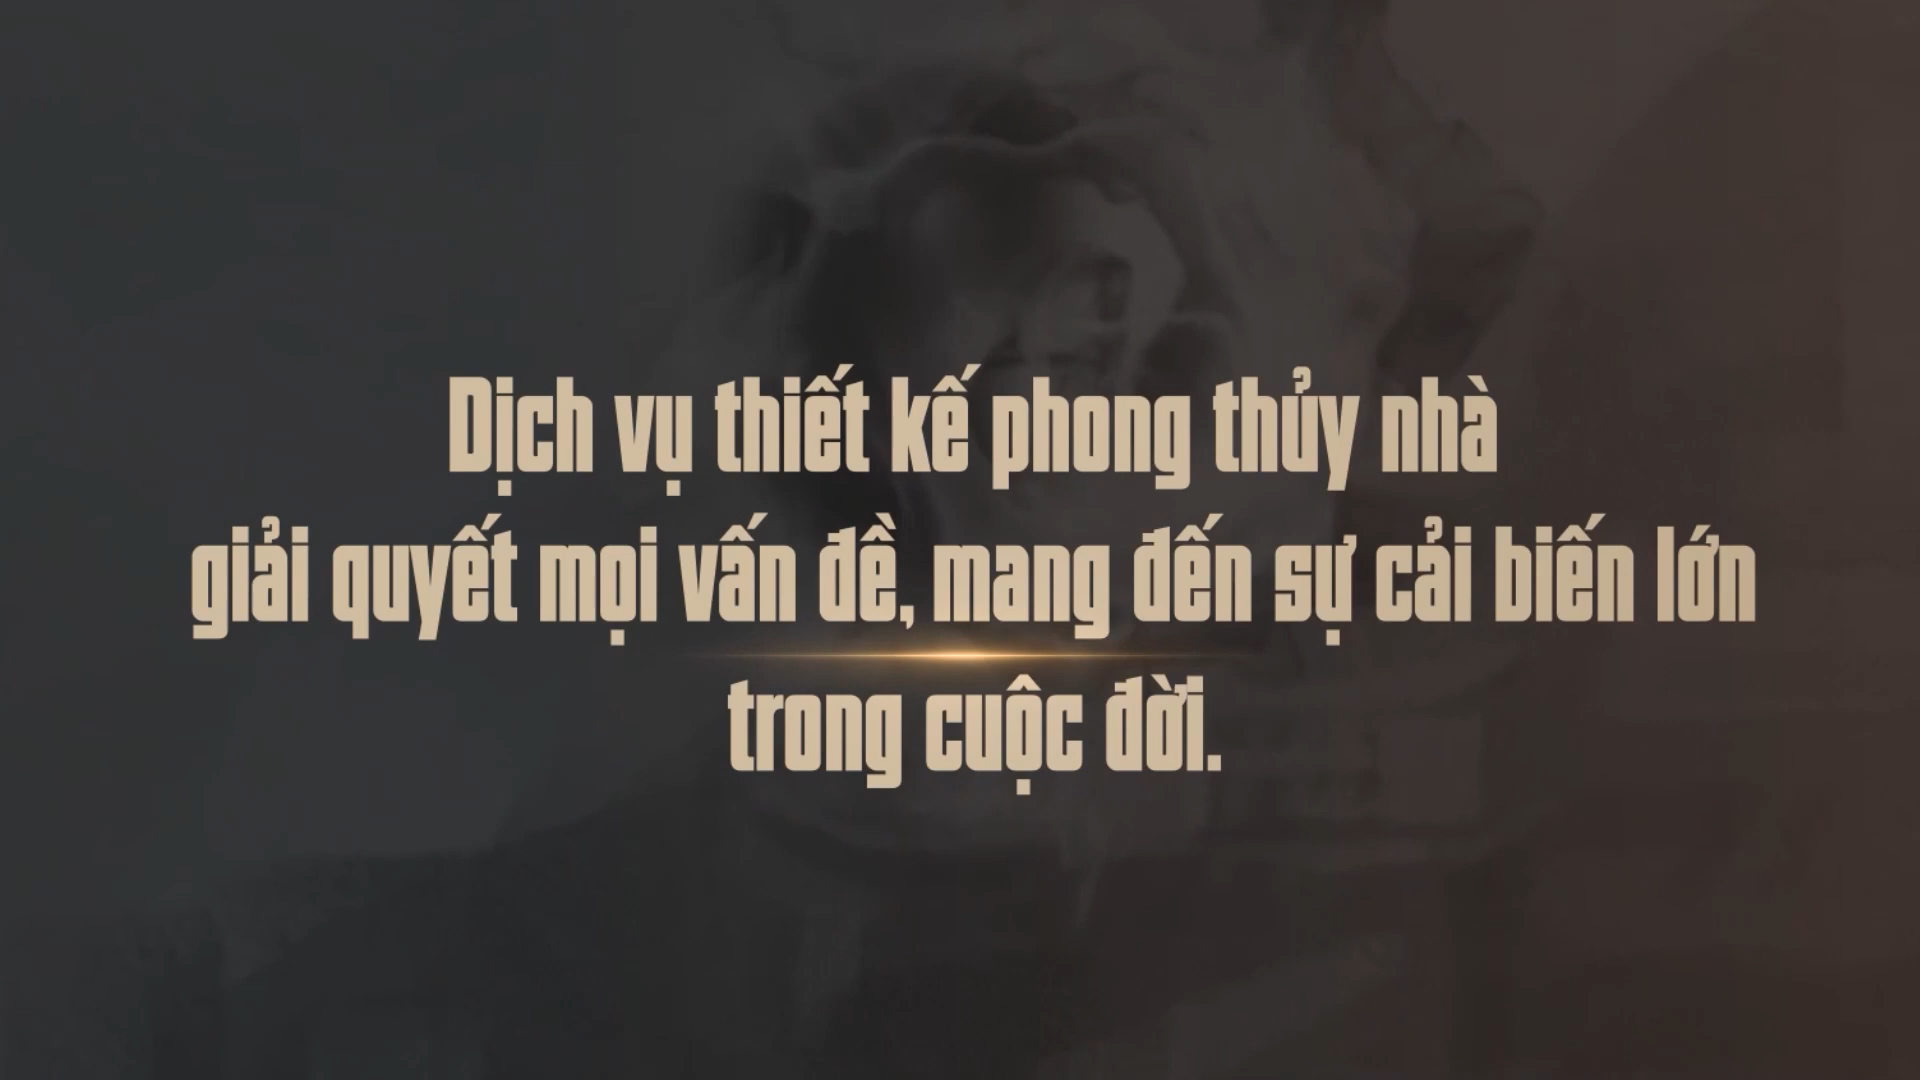 Dịch vụ thiết kế phong thủy nhà
giải quyết mọi vấn đề, mang đến sự cải biến lớn
trong cuộc đời.